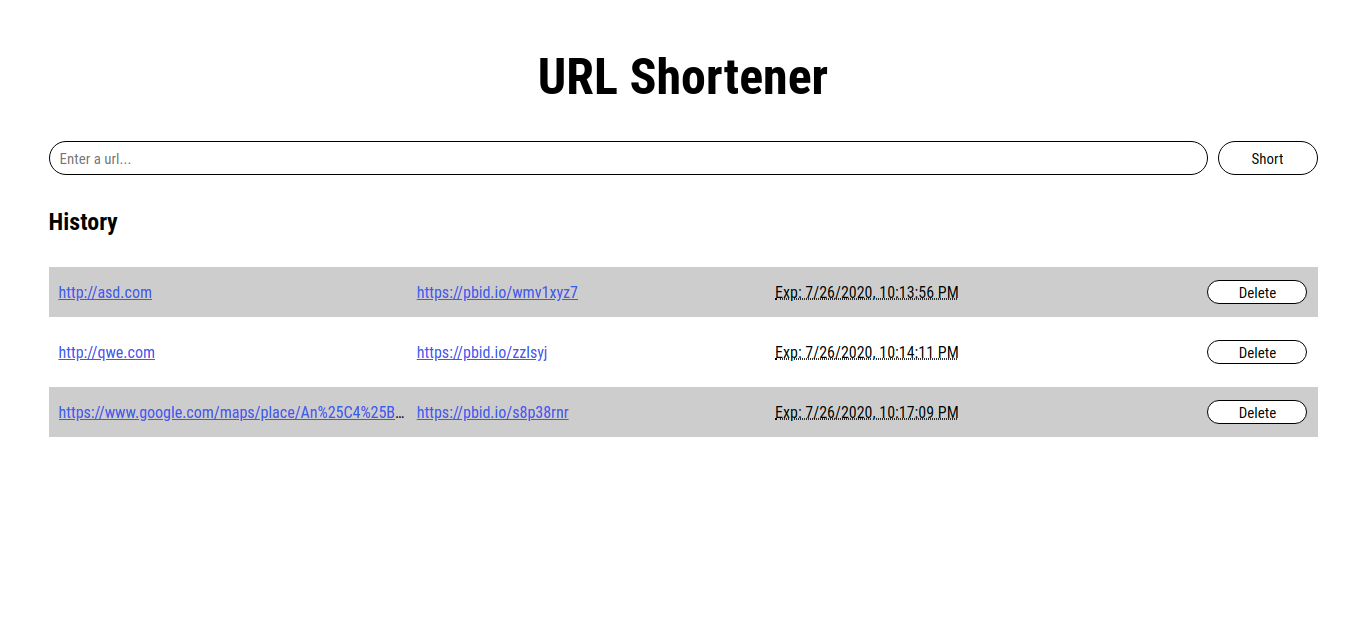 URL Shortener
Enter a url... Short
History
http://asd.com https://pbid.io/wmv1xyz7 Exp: 7/26/2020, 10:13:56 PM Delete
http://qwe.com https://pbid.io/zzlsyj Exp: 7/26/2020, 10:14:11 PM Delete
https://www.google.com/maps/place/An%25C4%25B… https://pbid.io/s8p38rnr Exp: 7/26/2020, 10:17:09 PM Delete